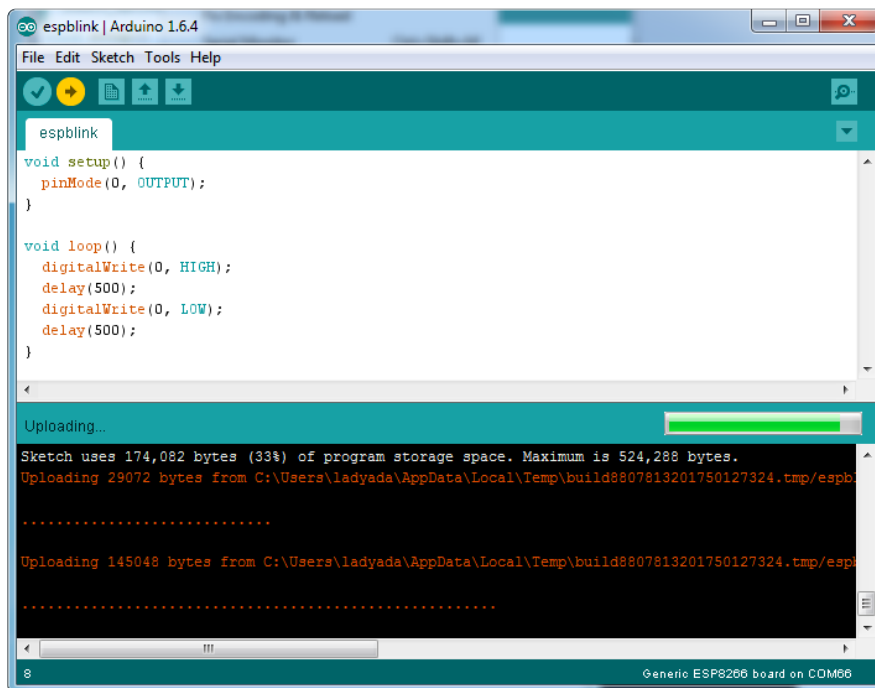 espblink | Arduino 1.6.4
File Edit Sketch Tools Help
espblink
void setup() {
  pinMode(0, OUTPUT);
}
void loop() {
  digitalWrite(0, HIGH);
  delay(500);
  digitalWrite(0, LOW);
  delay(500);
}
Uploading...
Sketch uses 174,082 bytes (33%) of program storage space. Maximum is 524,288 bytes.
Uploading 29072 bytes from C:\Users\ladyada\AppData\Local\Temp\build8807813201750127324.tmp/espbl
.............................
Uploading 145048 bytes from C:\Users\ladyada\AppData\Local\Temp\build8807813201750127324.tmp/espb
.......................................................
8
Generic ESP8266 board on COM66